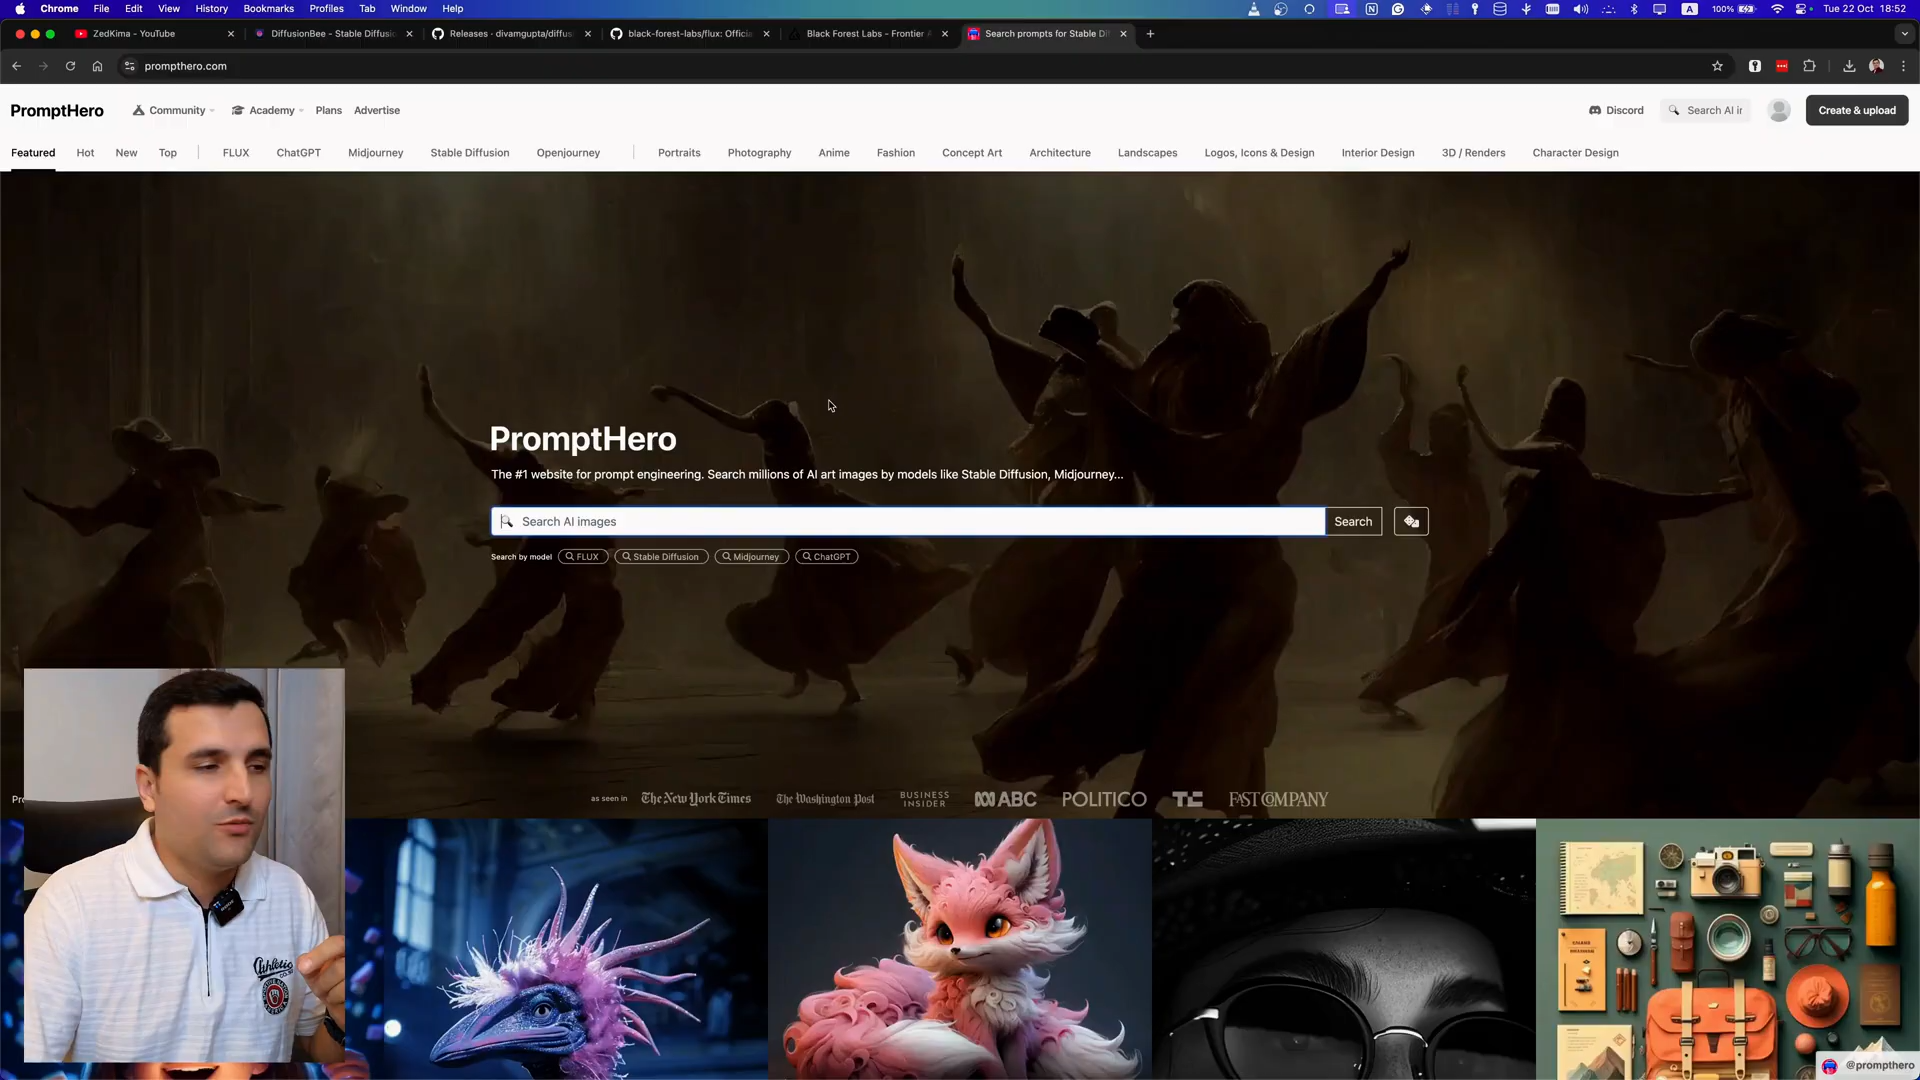 Chrome File Edit View History Bookmarks Profiles Tab Window Help
100% Tue 22 Oct 18:52
ZedKima - YouTube
DiffusionBee - Stable Diffusio
Releases · divamgupta/diffus
black-forest-labs/flux: Officia
Black Forest Labs - Frontier A
Search prompts for Stable Di
prompthero.com
PromptHero
Community
Academy
Plans
Advertise
Discord
Search AI ir
Create & upload
Featured
Hot
New
Top
FLUX
ChatGPT
Midjourney
Stable Diffusion
Openjourney
Portraits
Photography
Anime
Fashion
Concept Art
Architecture
Landscapes
Logos, Icons & Design
Interior Design
3D / Renders
Character Design
PromptHero
The #1 website for prompt engineering. Search millions of AI art images by models like Stable Diffusion, Midjourney...
Search AI images
Search
Search by model
FLUX
Stable Diffusion
Midjourney
ChatGPT
as seen in
The New York Times
The Washington Post
BUSINESS
INSIDER
ABC
POLITICO
TC
FAST COMPANY
Athletic
@prompthero